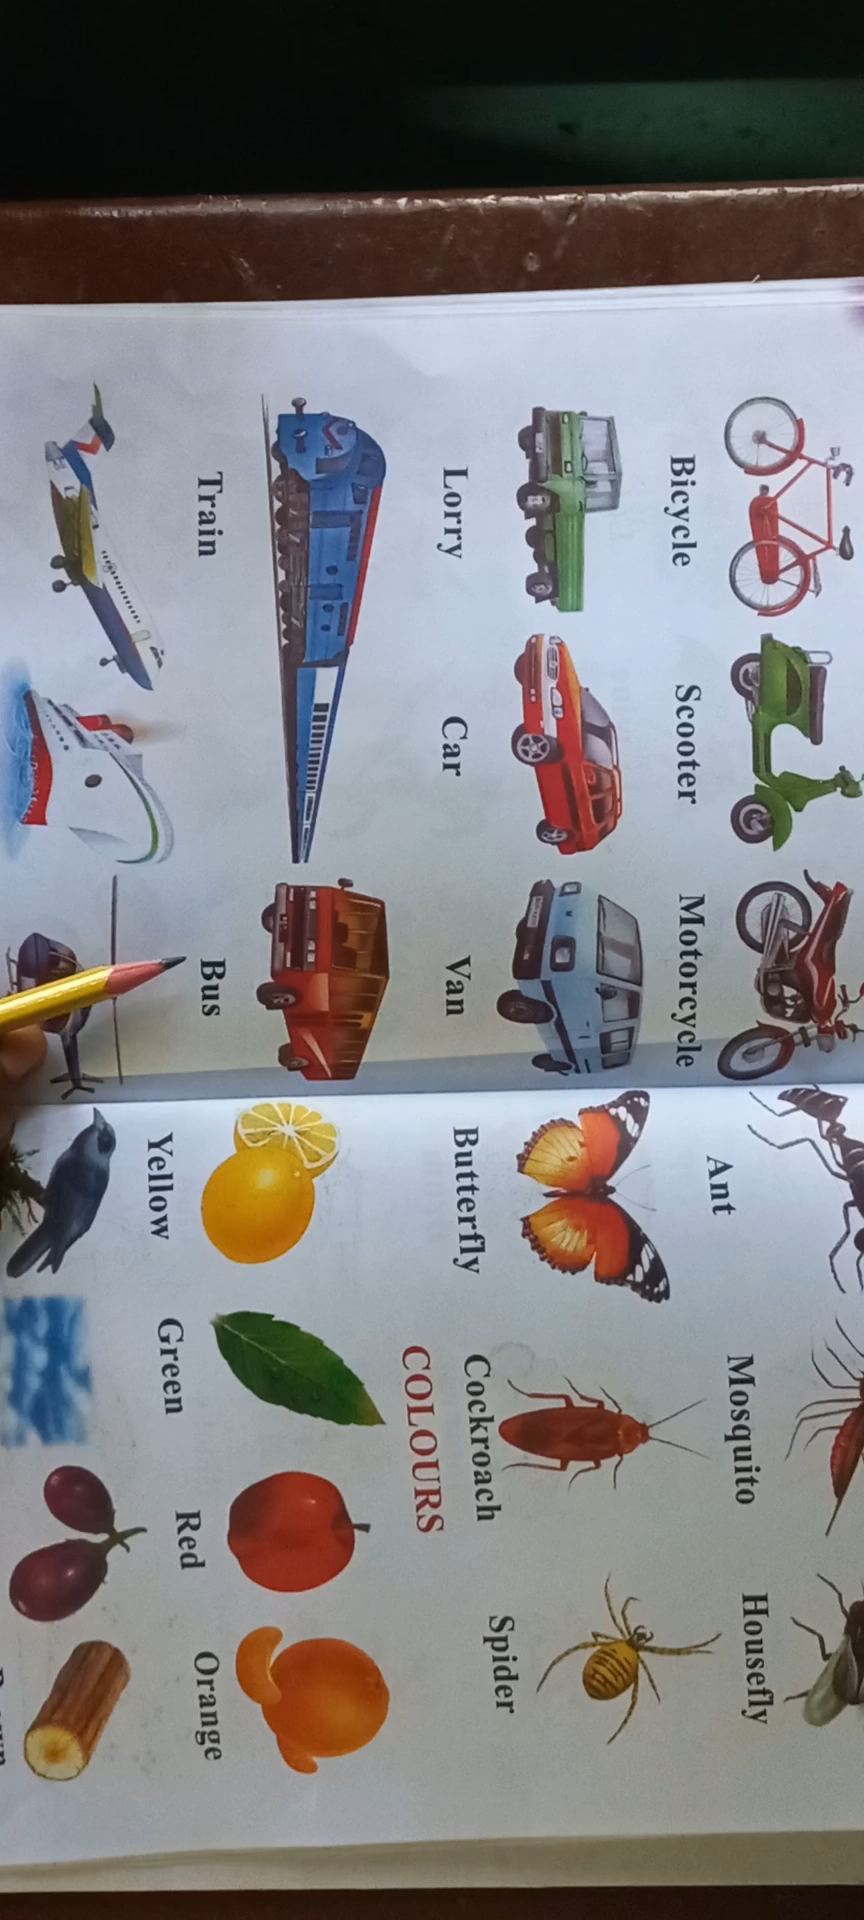 Bicycle Scooter Motorcycle
Lorry Car Van
Train Bus
Ant Mosquito Housefly
Butterfly Cockroach Spider
COLOURS
Yellow Green Red Orange